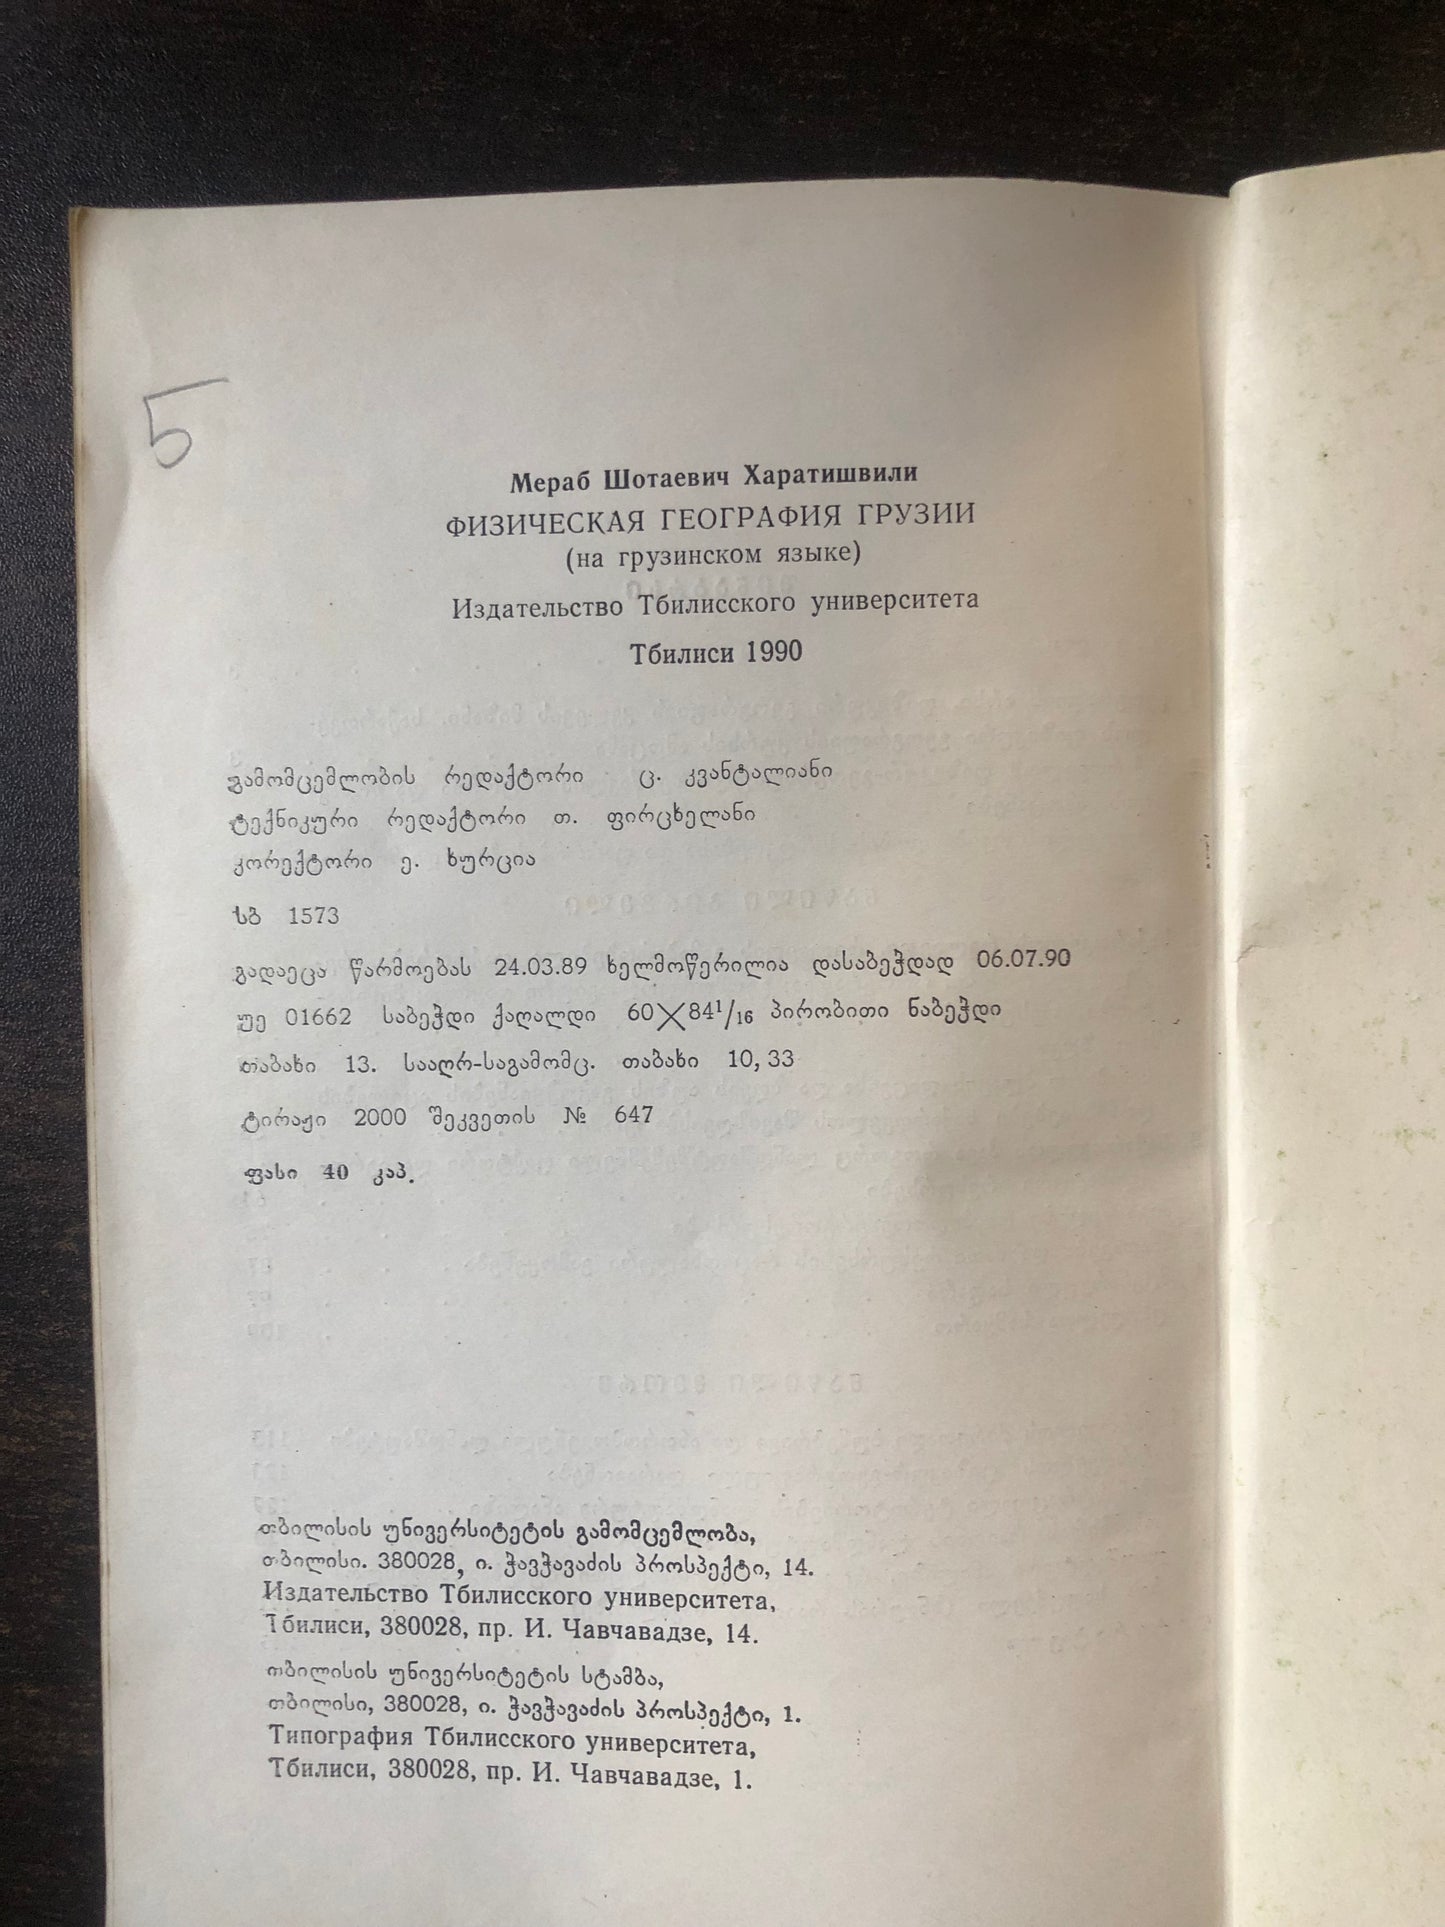 5
Мераб Шотаевич Харатишвили
ФИЗИЧЕСКАЯ ГЕОГРАФИЯ ГРУЗИИ
(на грузинском языке)
Издательство Тбилисского университета
Тбилиси 1990
გამომცემლობის რედაქტორი ც. კვანტალიანი
ტექნიკური რედაქტორი თ. ფირცხელანი
კორექტორი ე. ხურცია
სბ 1573
გადაეცა წარმოებას 24.03.89 ხელმოწერილია დასაბეჭდად 06.07.90
უე 01662 საბეჭდი ქაღალდი 60×84¹/₁₆ პირობითი ნაბეჭდი
თაბახი 13. სააღრ-საგამომც. თაბახი 10,33
ტირაჟი 2000 შეკვეთის № 647
ფასი 40 კაპ.
თბილისის უნივერსიტეტის გამომცემლობა,
თბილისი. 380028, ი. ჭავჭავაძის პროსპექტი, 14.
Издательство Тбилисского университета,
Тбилиси, 380028, пр. И. Чавчавадзе, 14.
თბილისის უნივერსიტეტის სტამბა,
თბილისი, 380028, ი. ჭავჭავაძის პროსპექტი, 1.
Типография Тбилисского университета,
Тбилиси, 380028, пр. И. Чавчавадзе, 1.